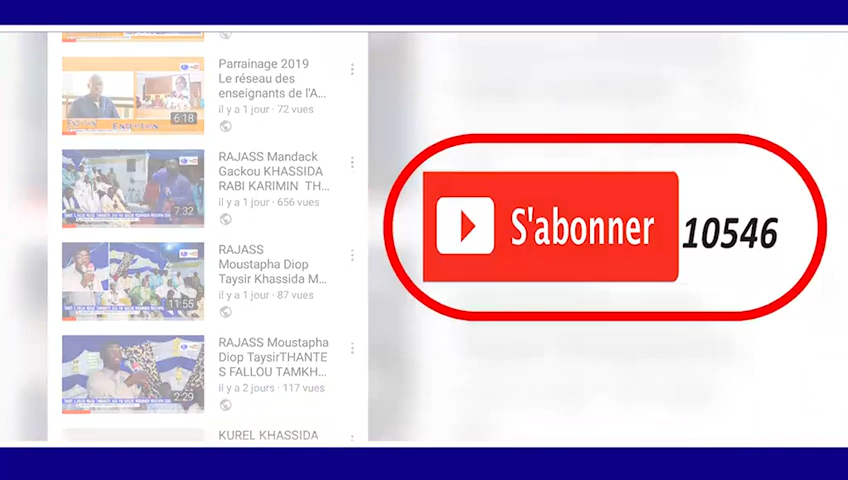 Parrainage 2019
Le réseau des
enseignants de l'A...
il y a 1 jour · 72 vues
6:18
RAJASS Mandack
Gackou KHASSIDA
RABI KARIMIN TH...
il y a 1 jour · 656 vues
7:32
RAJASS
Moustapha Diop
Taysir Khassida M...
il y a 1 jour · 87 vues
11:55
RAJASS Moustapha
Diop TaysirTHANTE
S FALLOU TAMKH...
il y a 2 jours · 117 vues
2:29
KUREL KHASSIDA
S'abonner
10546